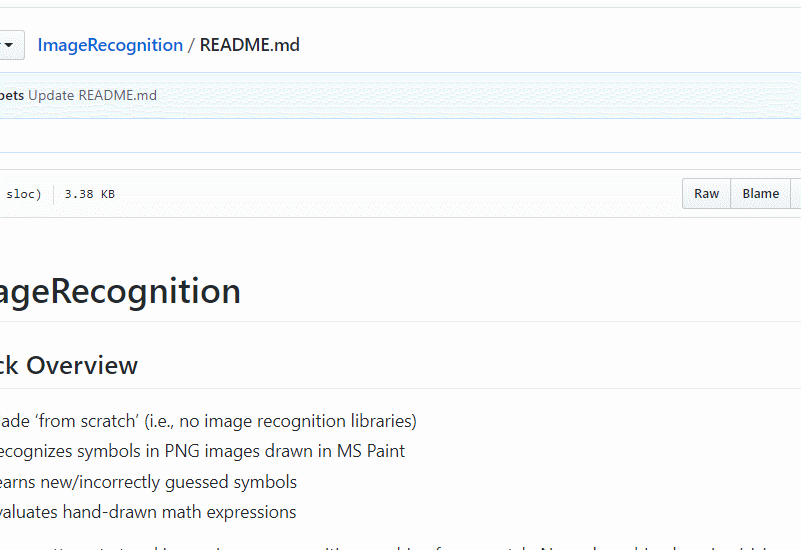 ImageRecognition / README.md
Update README.md
sloc) 3.38 KB
Raw Blame
ageRecognition
ck Overview
ade ‘from scratch’ (i.e., no image recognition libraries)
ecognizes symbols in PNG images drawn in MS Paint
earns new/incorrectly guessed symbols
valuates hand-drawn math expressions